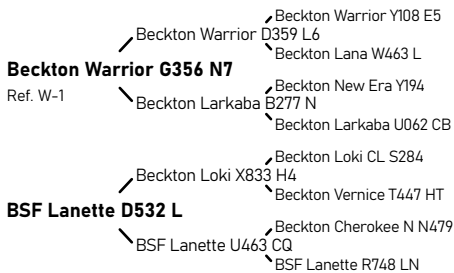 Beckton Warrior Y108 E5
Beckton Warrior D359 L6
Beckton Lana W463 L
Beckton Warrior G356 N7
Ref. W-1
Beckton New Era Y194
Beckton Larkaba B277 N
Beckton Larkaba U062 CB
Beckton Loki CL S284
Beckton Loki X833 H4
Beckton Vernice T447 HT
BSF Lanette D532 L
Beckton Cherokee N N479
BSF Lanette U463 CQ
BSF Lanette R748 LN